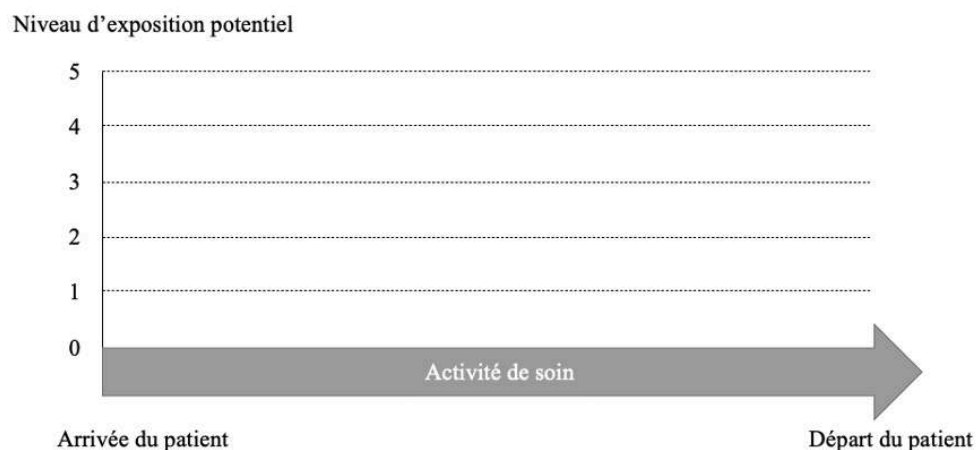 Niveau d’exposition potentiel
5
4
3
2
1
0
Activité de soin
Arrivée du patient
Départ du patient